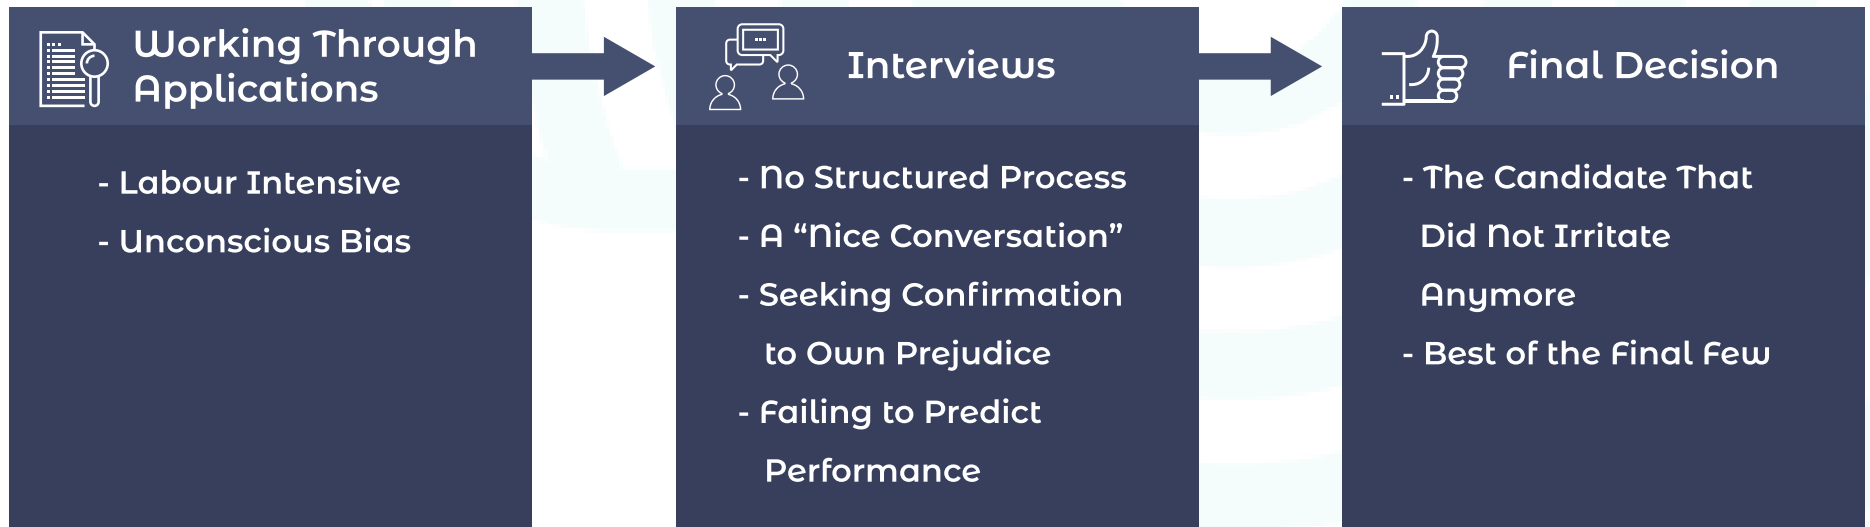 Working Through
Applications
- Labour Intensive
- Unconscious Bias
Interviews
- No Structured Process
- A “Nice Conversation”
- Seeking Confirmation
to Own Prejudice
- Failing to Predict
Performance
Final Decision
- The Candidate That
Did Not Irritate
Anymore
- Best of the Final Few